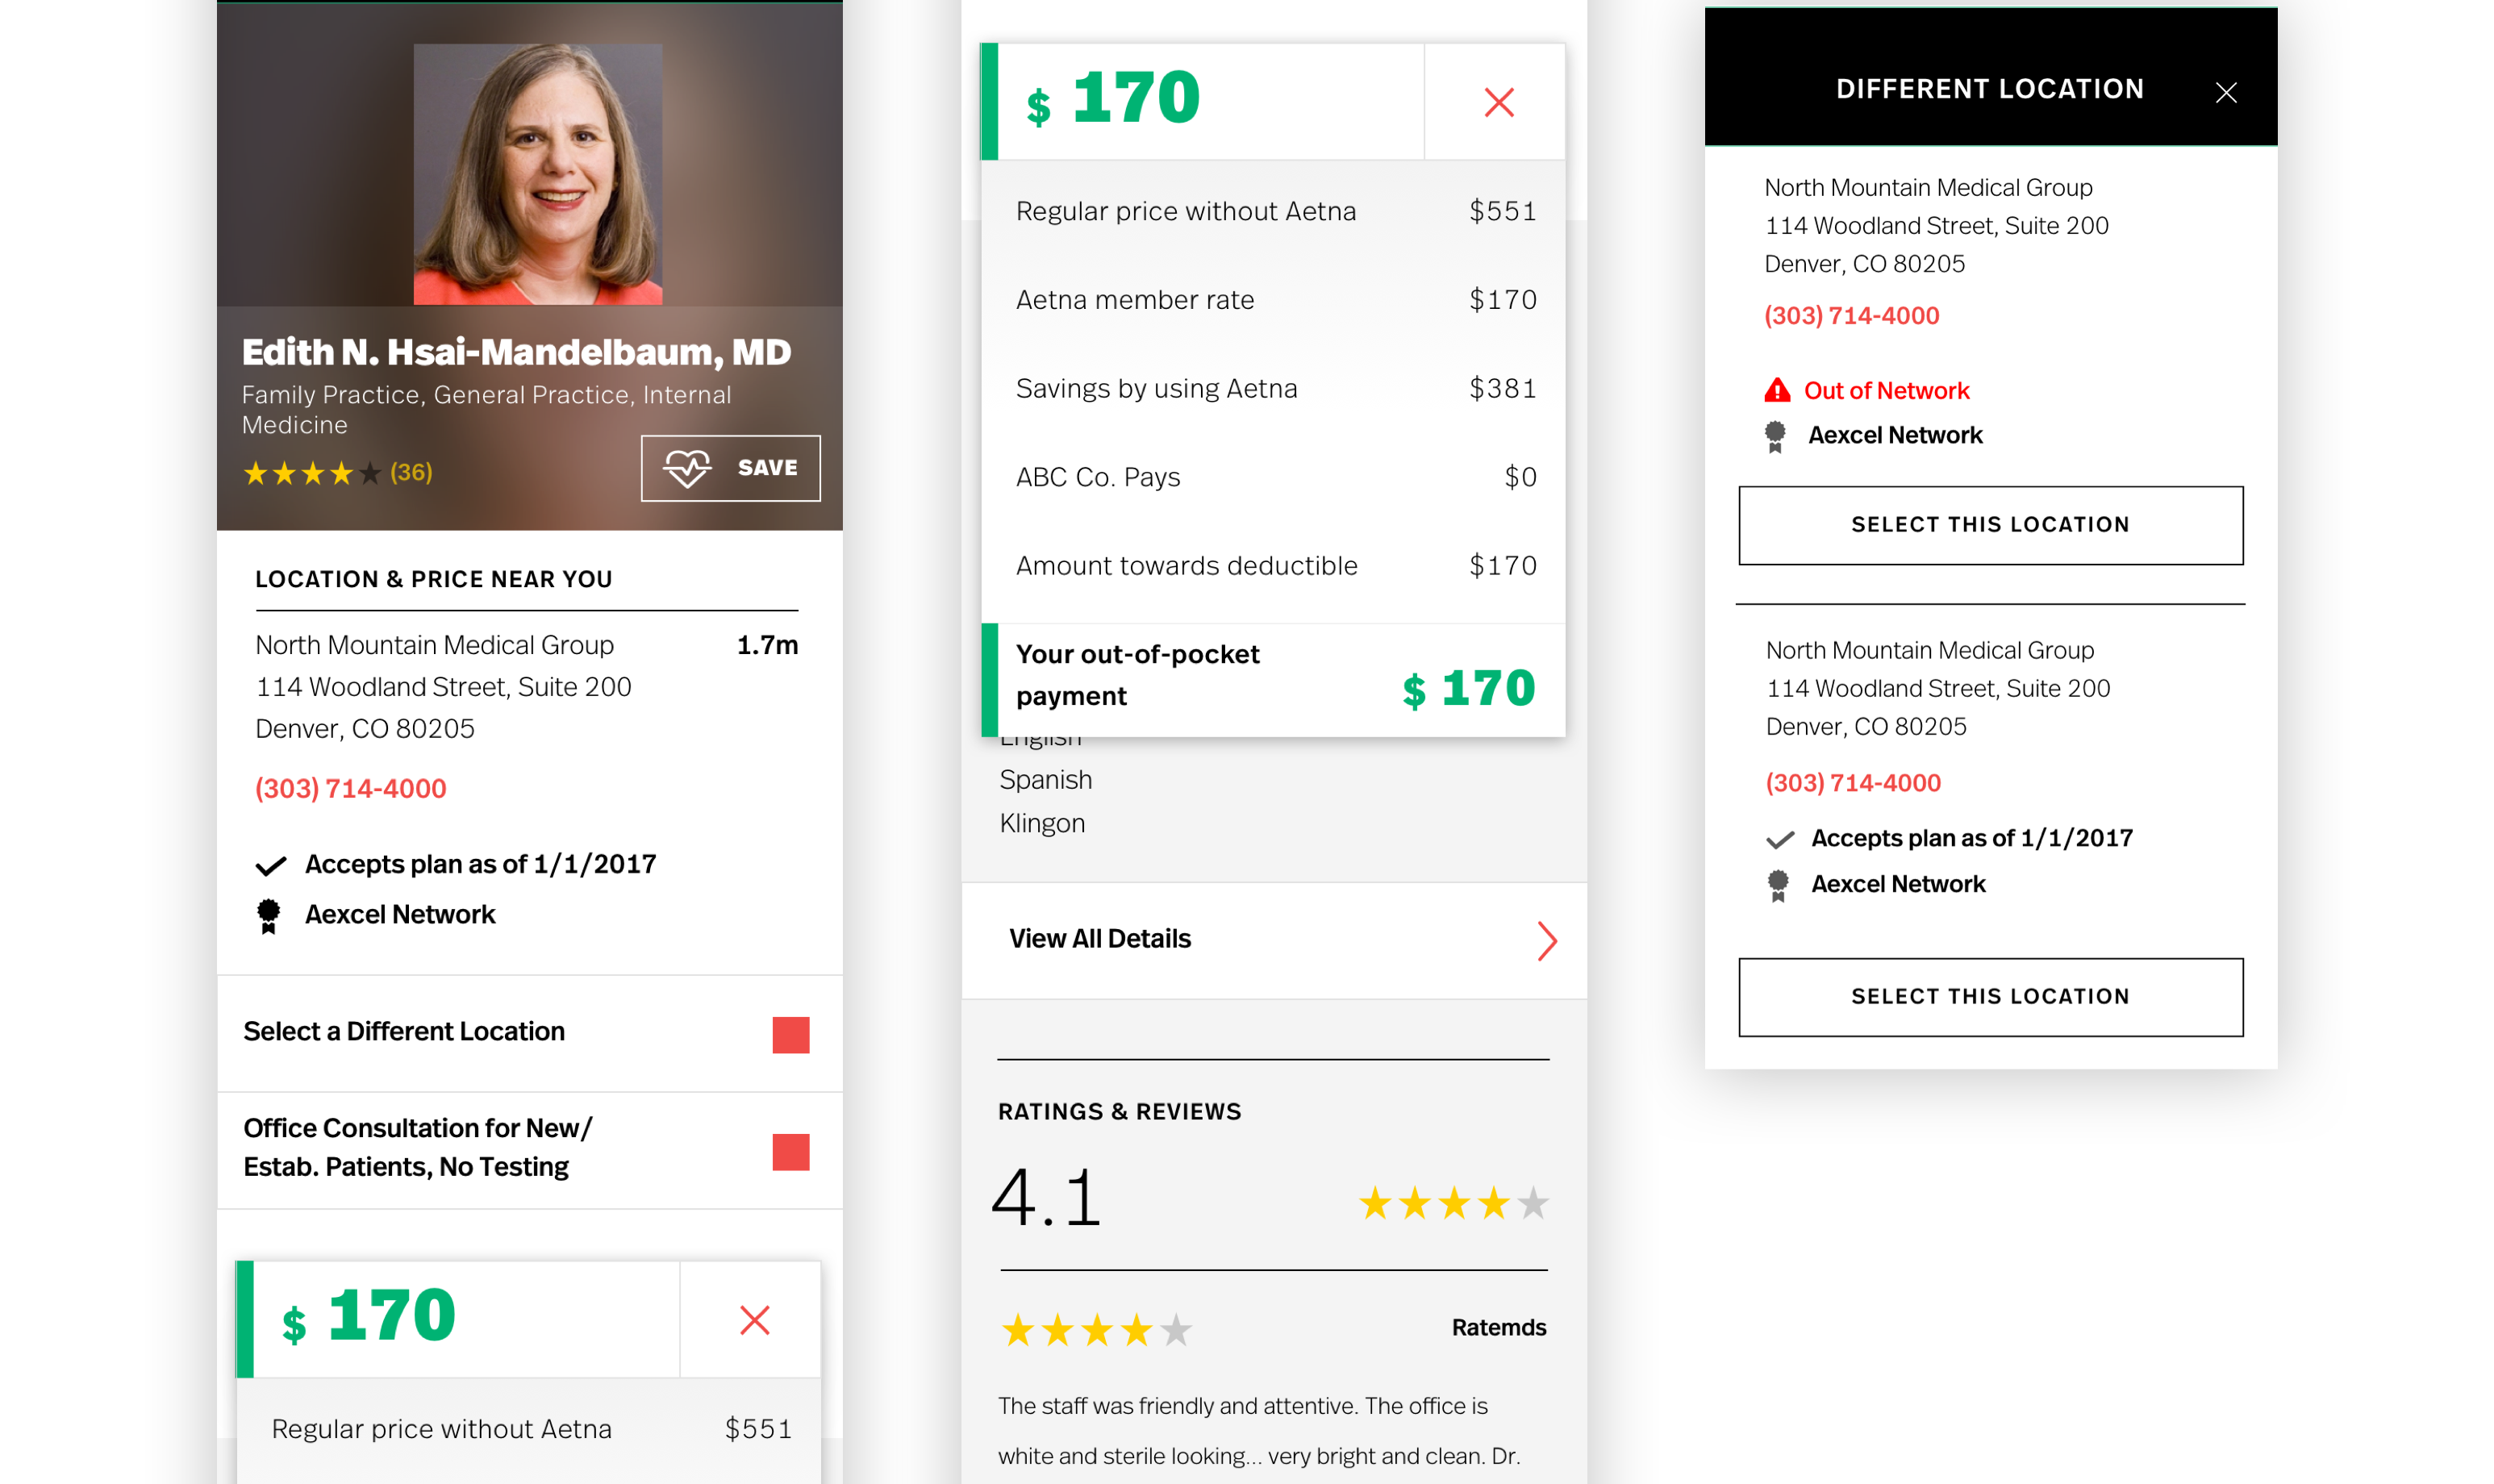 Edith N. Hsai-Mandelbaum, MD
Family Practice, General Practice, Internal
Medicine
(36)
SAVE
LOCATION & PRICE NEAR YOU
North Mountain Medical Group 1.7m
114 Woodland Street, Suite 200
Denver, CO 80205
(303) 714-4000
Accepts plan as of 1/1/2017
Aexcel Network
Select a Different Location
Office Consultation for New/
Estab. Patients, No Testing
$ 170
Regular price without Aetna $551
$ 170
Regular price without Aetna $551
Aetna member rate $170
Savings by using Aetna $381
ABC Co. Pays $0
Amount towards deductible $170
Your out-of-pocket
payment
$ 170
English
Spanish
Klingon
View All Details
RATINGS & REVIEWS
4.1
Ratemds
The staff was friendly and attentive. The office is
white and sterile looking... very bright and clean. Dr.
DIFFERENT LOCATION
North Mountain Medical Group
114 Woodland Street, Suite 200
Denver, CO 80205
(303) 714-4000
Out of Network
Aexcel Network
SELECT THIS LOCATION
North Mountain Medical Group
114 Woodland Street, Suite 200
Denver, CO 80205
(303) 714-4000
Accepts plan as of 1/1/2017
Aexcel Network
SELECT THIS LOCATION